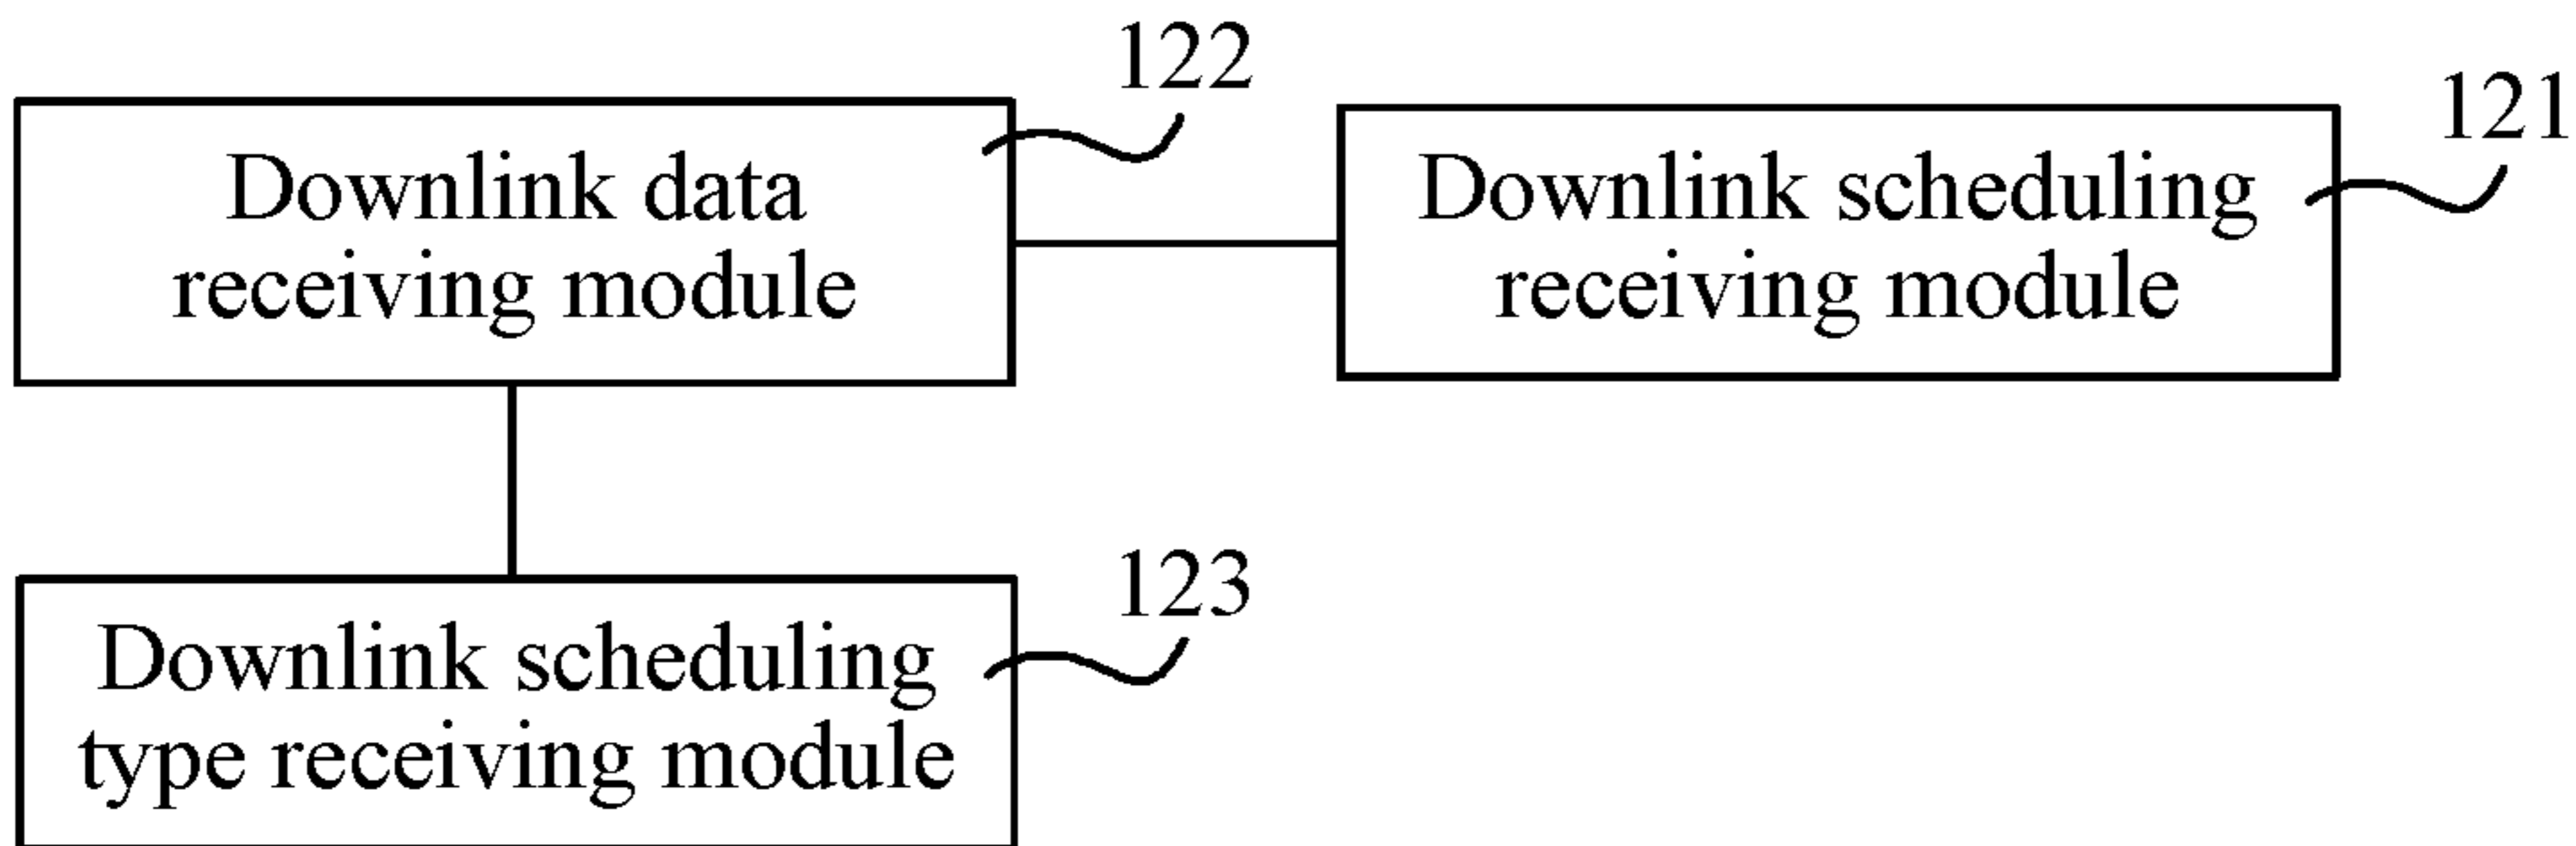 122
Downlink data
receiving module
121
Downlink scheduling
receiving module
123
Downlink scheduling
type receiving module